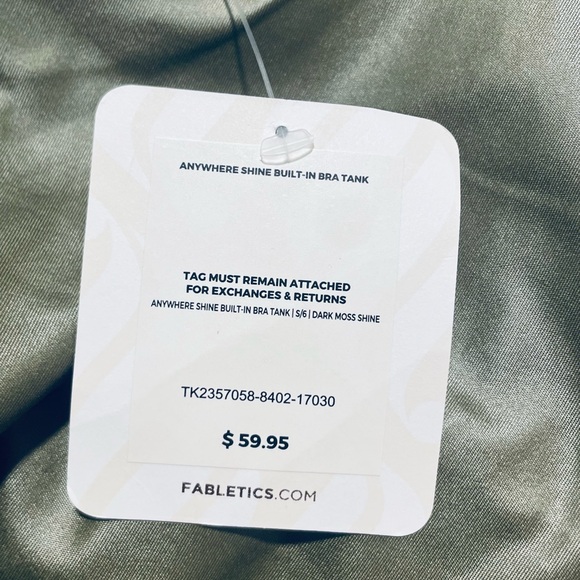 ANYWHERE SHINE BUILT-IN BRA TANK
TAG MUST REMAIN ATTACHED
FOR EXCHANGES & RETURNS
ANYWHERE SHINE BUILT-IN BRA TANK | S/6 | DARK MOSS SHINE
TK2357058-8402-17030
$ 59.95
FABLETICS.COM